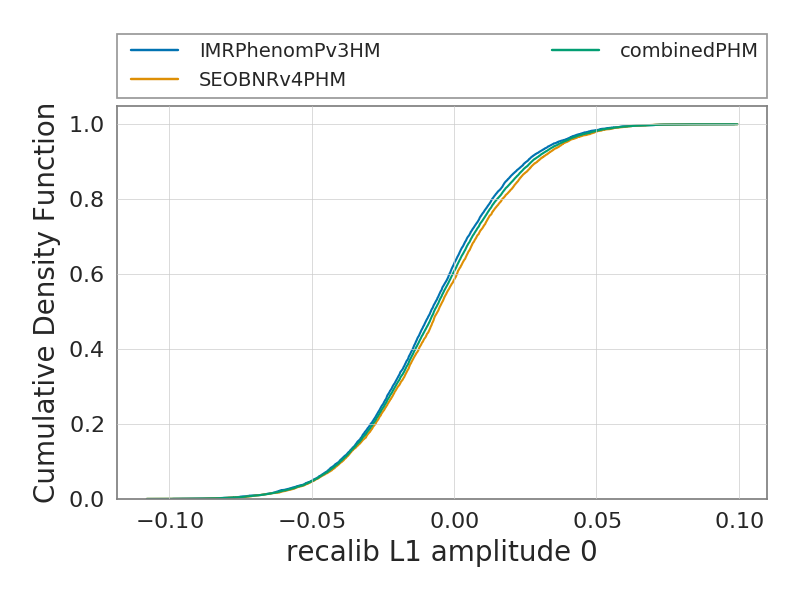 IMRPhenomPv3HM
SEOBNRv4PHM
combinedPHM
Cumulative Density Function
1.0
0.8
0.6
0.4
0.2
0.0
−0.10 −0.05 0.00 0.05 0.10
recalib L1 amplitude 0